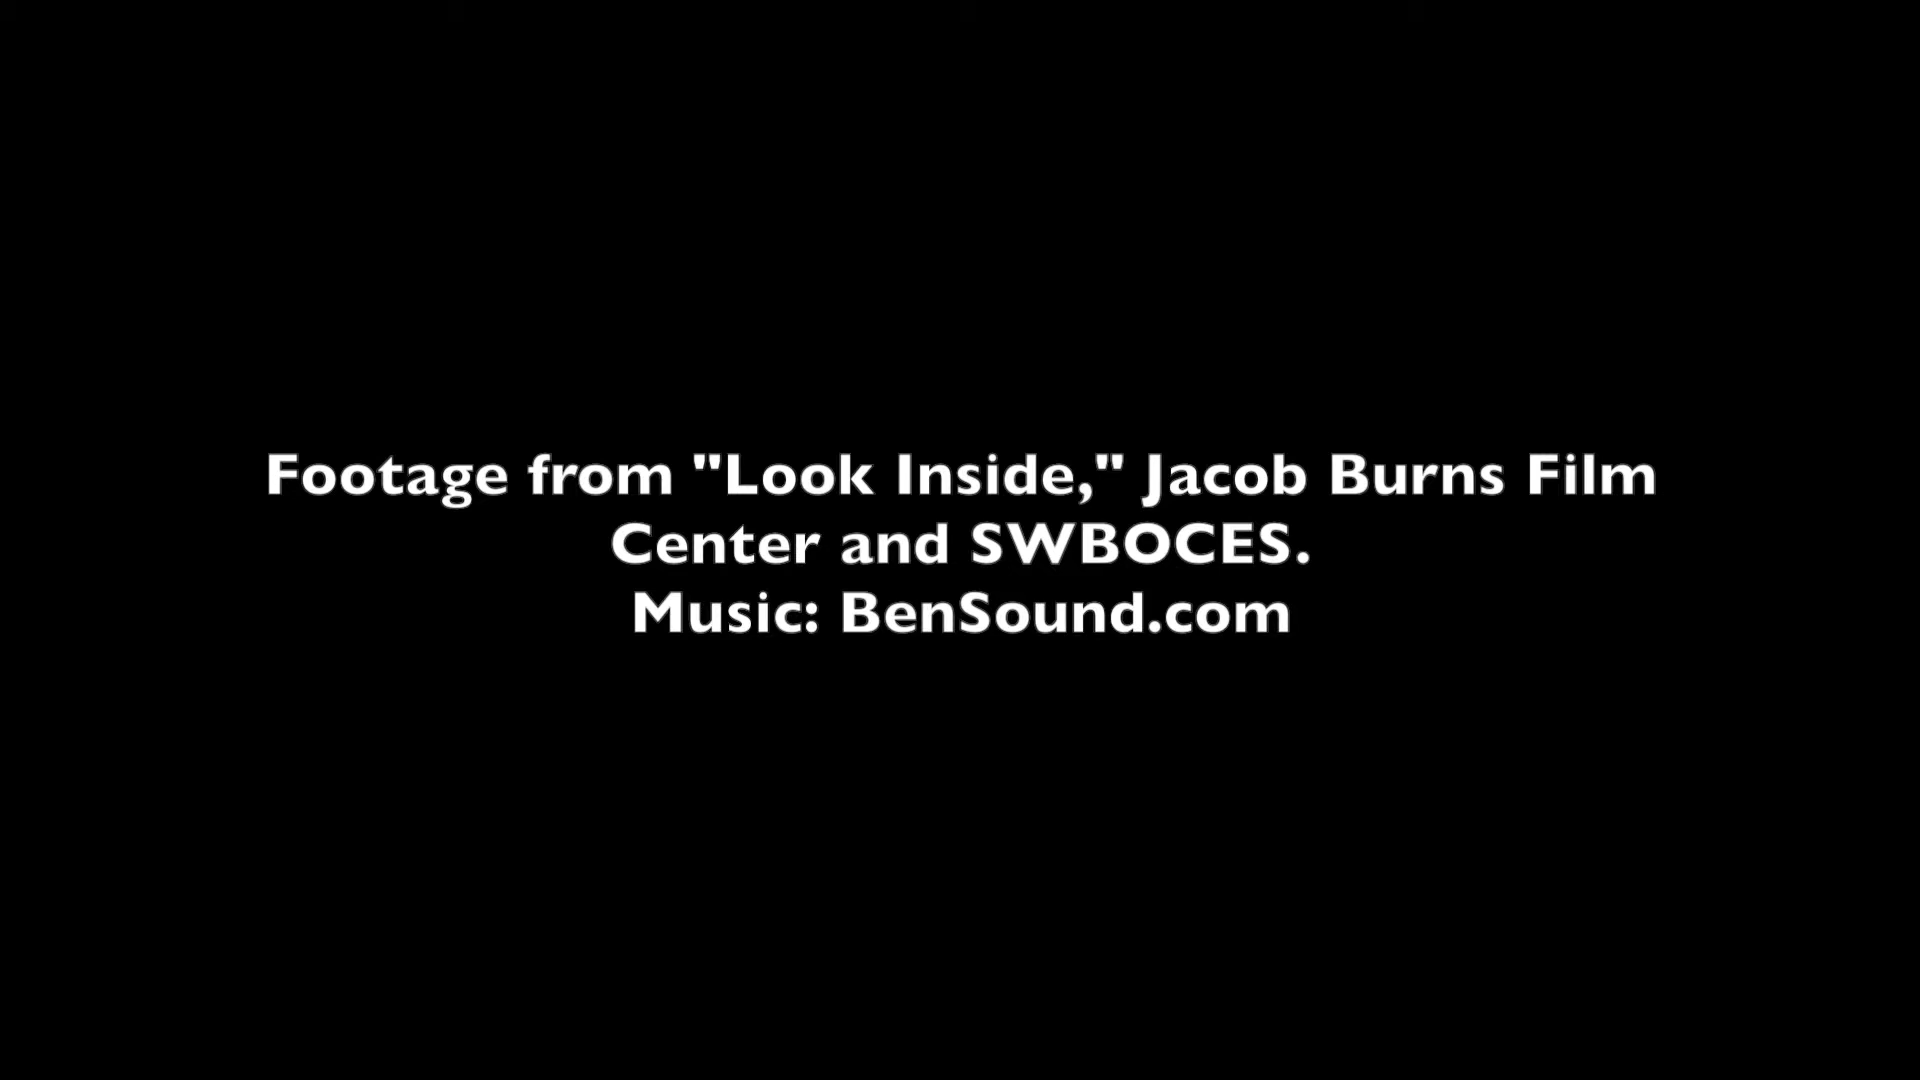 Footage from "Look Inside," Jacob Burns Film
Center and SWBOCES.
Music: BenSound.com